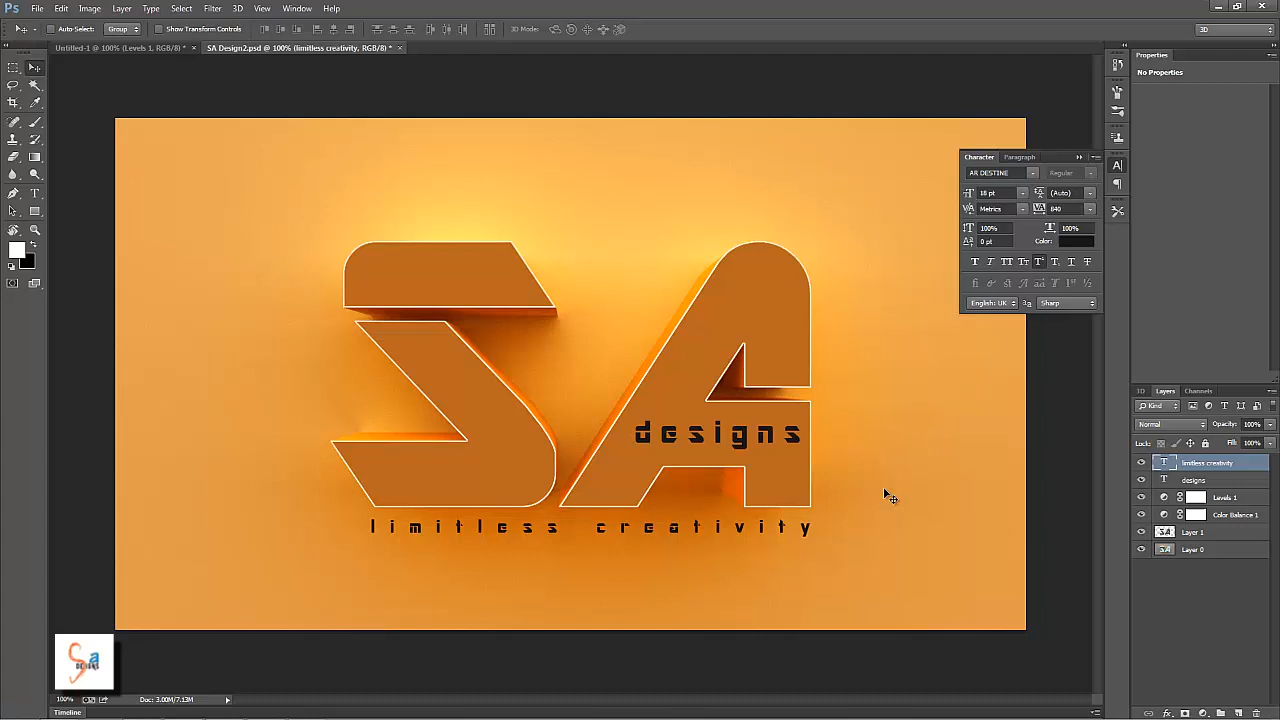 Ps File Edit Image Layer Type Select Filter 3D View Window Help
Auto-Select: Group Show Transform Controls 3D Mode: 3D
Untitled-1 @ 100% (Levels 1, RGB/8) * × SA Design2.psd @ 100% (limitless creativity, RGB/8) * ×
Properties
No Properties
Character Paragraph
AR DESTINE Regular
18 pt (Auto)
Metrics 840
100% 100%
0 pt Color:
English: UK Sharp
SA
designs
limitless creativity
3D Layers Channels
Kind
Normal Opacity: 100%
Lock: Fill: 100%
limitless creativity
designs
Levels 1
Color Balance 1
Layer 1
Layer 0
Sa
DESIGNS
100% Doc: 3.00M/7.13M
Timeline